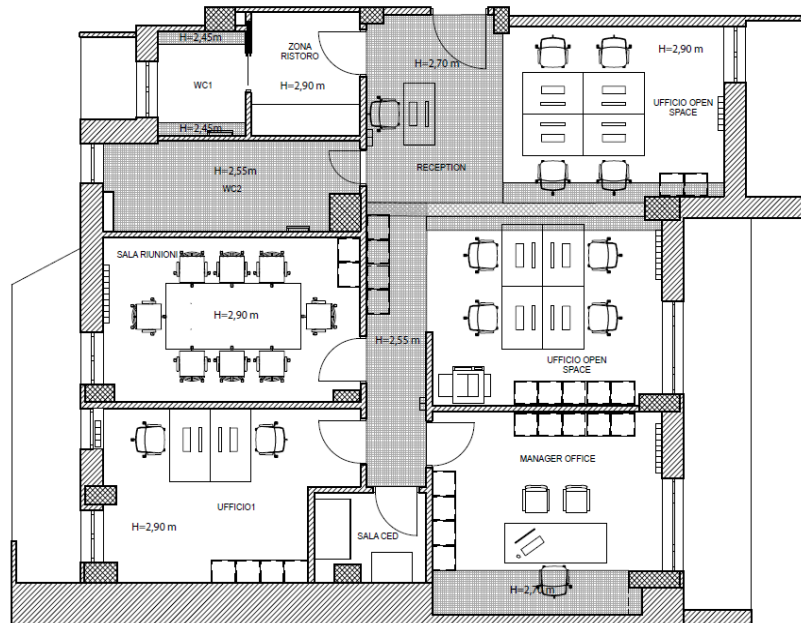 H=2,45m
ZONA
RISTORO
H=2,90 m
WC1
H=2,45m
H=2,70 m
H=2,90 m
UFFICIO OPEN
SPACE
RECEPTION
H=2,55m
WC2
SALA RIUNIONI
H=2,90 m
H=2,55 m
UFFICIO OPEN
SPACE
MANAGER OFFICE
UFFICIO1
H=2,90 m
SALA CED
H=2,70 m